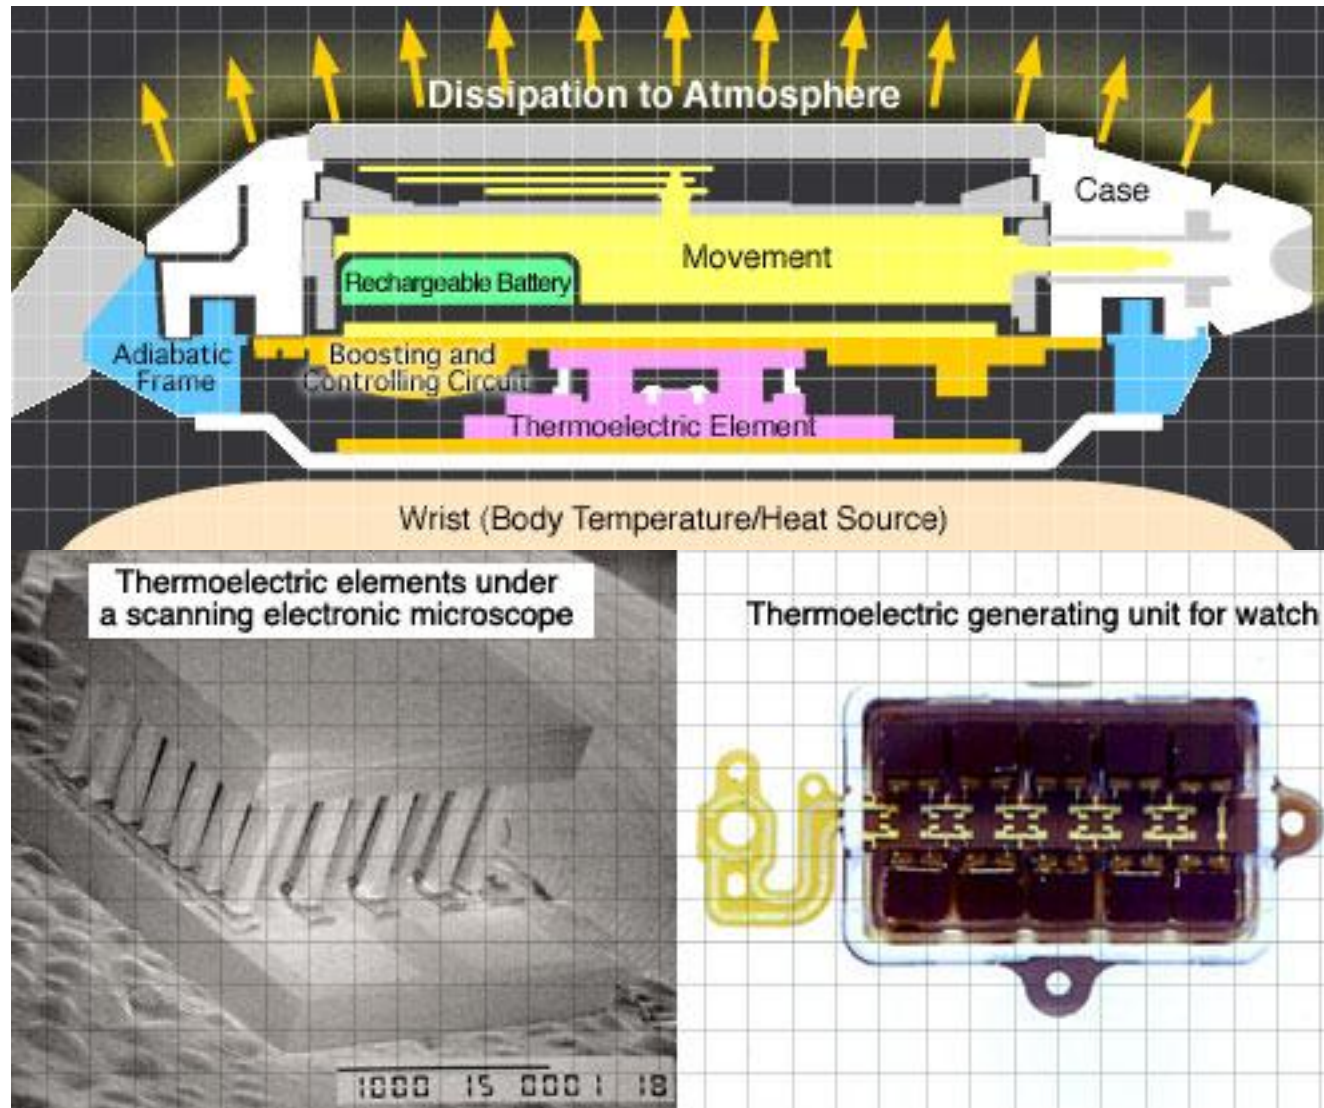 Dissipation to Atmosphere
Case
Movement
Rechargeable Battery
Adiabatic
Frame
Boosting and
Controlling Circuit
Thermoelectric Element
Wrist (Body Temperature/Heat Source)
Thermoelectric elements under
a scanning electronic microscope
Thermoelectric generating unit for watch
1000 15 0001 18